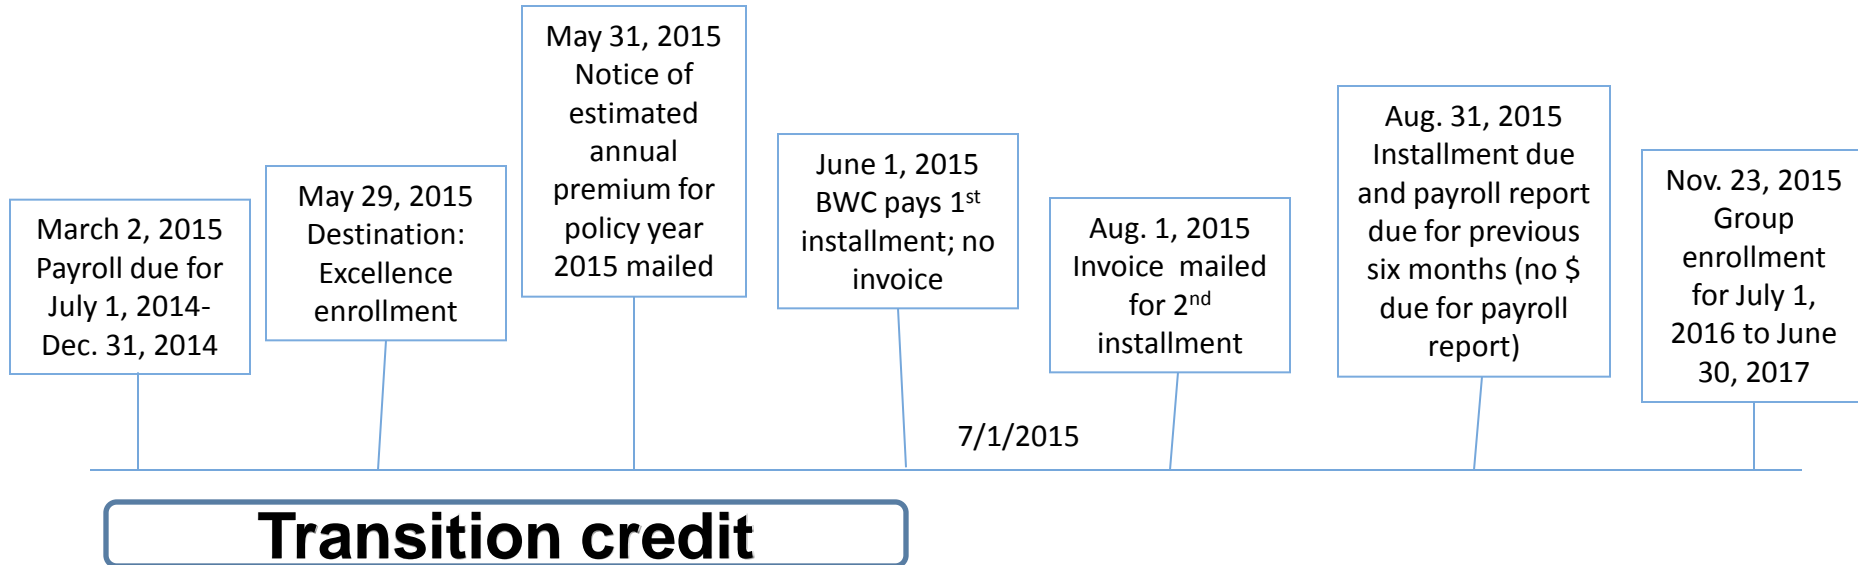 March 2, 2015
Payroll due for
July 1, 2014-
Dec. 31, 2014
May 29, 2015
Destination:
Excellence
enrollment
May 31, 2015
Notice of
estimated
annual
premium for
policy year
2015 mailed
June 1, 2015
BWC pays 1st
installment; no
invoice
7/1/2015
Aug. 1, 2015
Invoice mailed
for 2nd
installment
Aug. 31, 2015
Installment due
and payroll report
due for previous
six months (no $
due for payroll
report)
Nov. 23, 2015
Group
enrollment
for July 1,
2016 to June
30, 2017
Transition credit